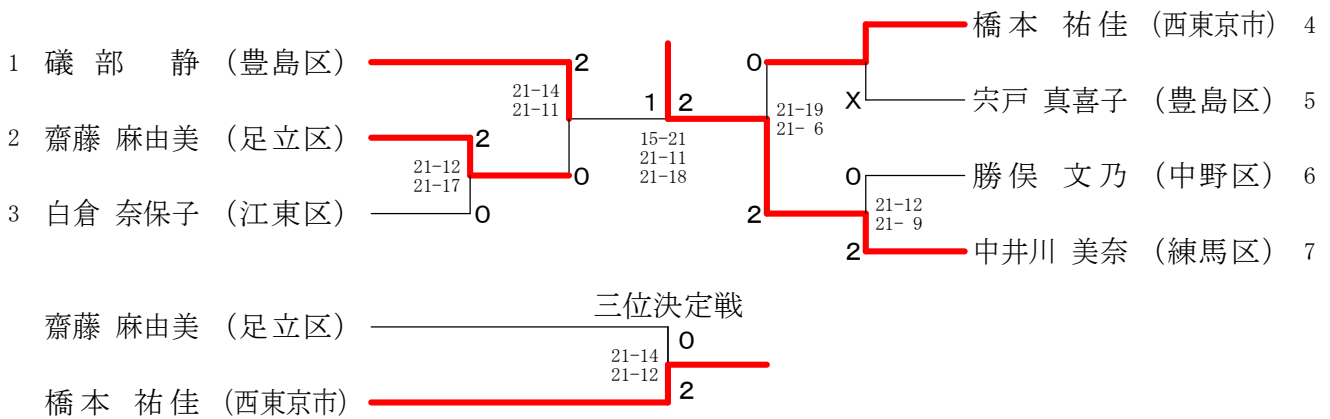 橋本 祐佳 (西東京市) 4
1 磯部 静 (豊島区)
2
0
21-14
21-11
1
2
21-19
21- 6
X
宍戸 真喜子 (豊島区) 5
2 齋藤 麻由美 (足立区)
2
15-21
21-11
21-18
21-12
21-17
0
0
勝俣 文乃 (中野区) 6
3 白倉 奈保子 (江東区)
0
2
21-12
21- 9
2
中井川 美奈 (練馬区) 7
三位決定戦
齋藤 麻由美 (足立区)
0
21-14
21-12
2
橋本 祐佳 (西東京市)